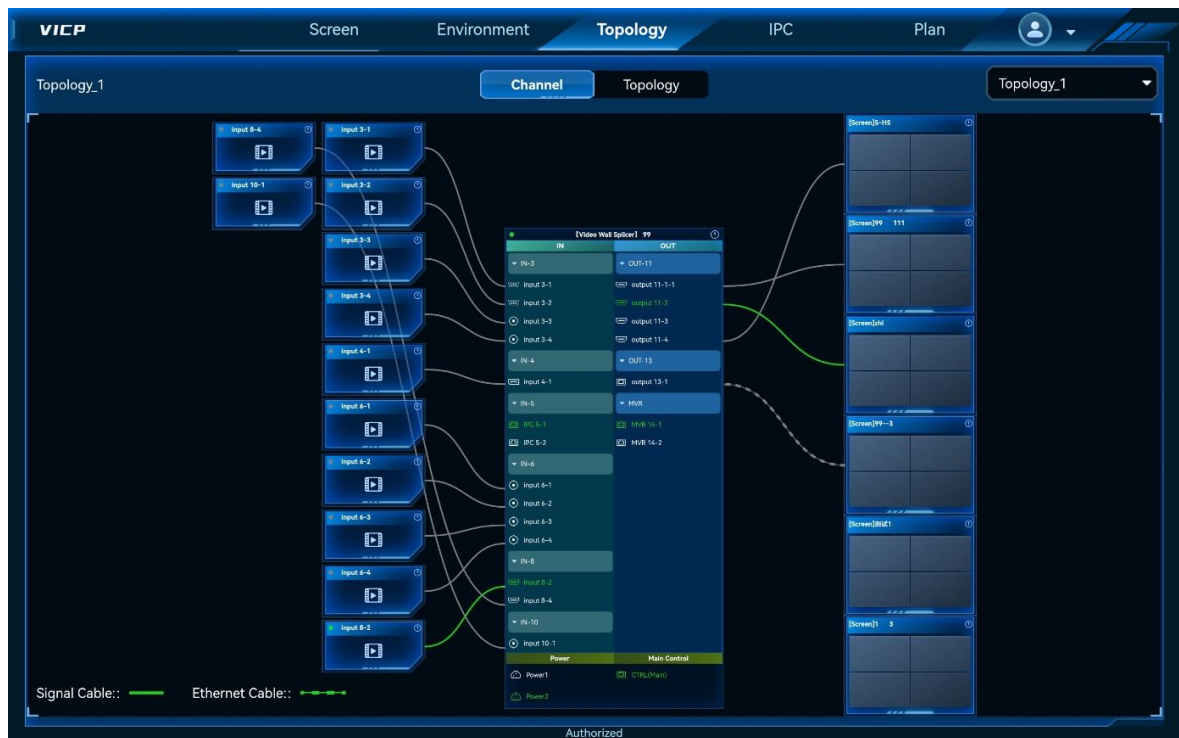 VICP
Screen
Environment
Topology
IPC
Plan
Topology_1
Channel
Topology
Topology_1
input 8-4
input 3-1
input 10-1
input 3-2
input 3-3
input 3-4
input 4-1
input 6-1
input 6-2
input 6-3
input 6-4
input 8-2
【Video Wall Splicer】 99
IN
OUT
IN-3
OUT-11
input 3-1
output 11-1-1
input 3-2
output 11-2
input 3-3
output 11-3
input 3-4
output 11-4
IN-4
OUT-13
input 4-1
output 13-1
IN-5
MVR
IPC 5-1
MVR 14-1
IPC 5-2
MVR 14-2
IN-6
input 6-1
input 6-2
input 6-3
input 6-4
IN-8
input 8-2
input 8-4
IN-10
input 10-1
Power
Main Control
Power1
CTRL(Main)
Power2
[Screen]5-H5
[Screen]99 111
[Screen]zhl
[Screen]99--3
[Screen]测试1
[Screen]1 3
Signal Cable::
Ethernet Cable::
Authorized